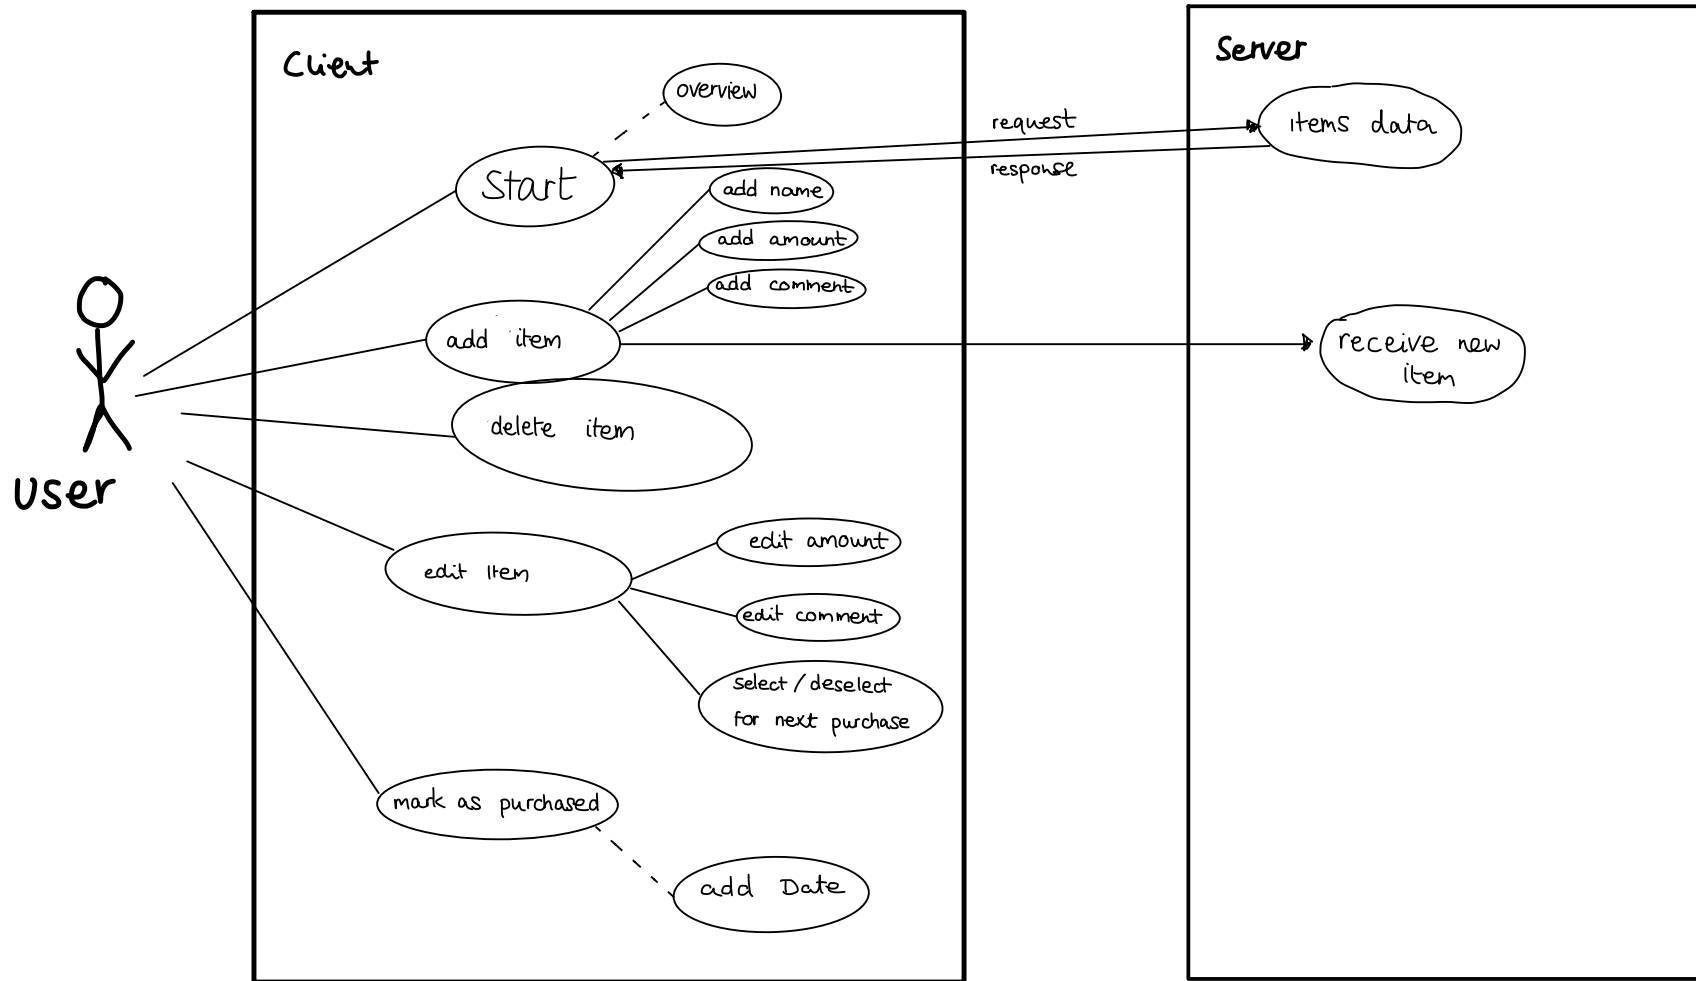 Client
Server
overview
request
items data
response
Start
add name
add amount
add comment
add item
receive new
item
delete item
user
edit Item
edit amount
edit comment
select / deselect
for next purchase
mark as purchased
add Date